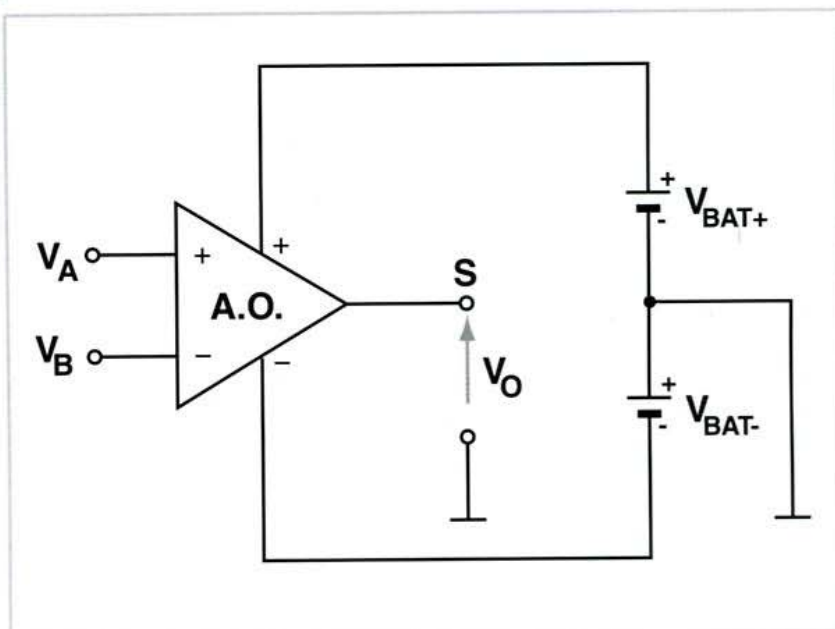 +
V_BAT+
-
V_A
+
+
A.O.
S
V_B
−
−
V_O
+
V_BAT-
-